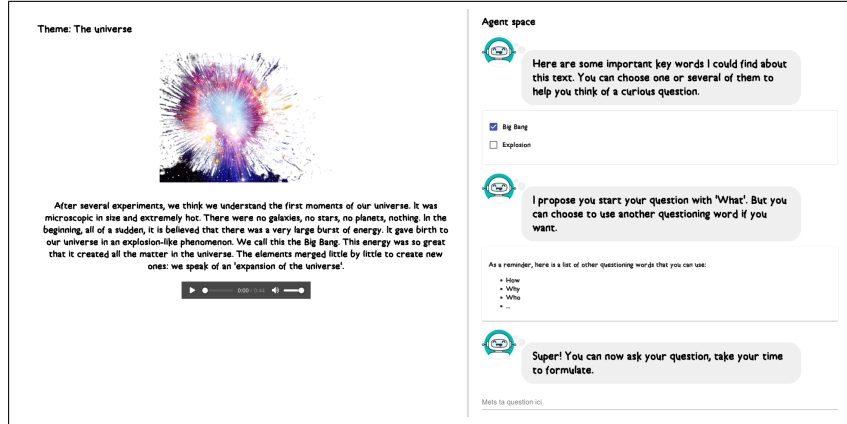 Theme: The universe
After several experiments, we think we understand the first moments of our universe. It was
microscopic in size and extremely hot. There were no galaxies, no stars, no planets, nothing. In the
beginning, all of a sudden, it is believed that there was a very large burst of energy. It gave birth to
our universe in an explosion-like phenomenon. We call this the Big Bang. This energy was so great
that it created all the matter in the universe. The elements merged little by little to create new
ones: we speak of an 'expansion of the universe'.
0:00 / 0:44
Agent space
Here are some important key words I could find about
this text. You can choose one or several of them to
help you think of a curious question.
Big Bang
Explosion
I propose you start your question with 'What'. But you
can choose to use another questioning word if you
want.
As a reminder, here is a list of other questioning words that you can use:
• How
• Why
• Who
• ...
Super! You can now ask your question, take your time
to formulate.
Mets ta question ici